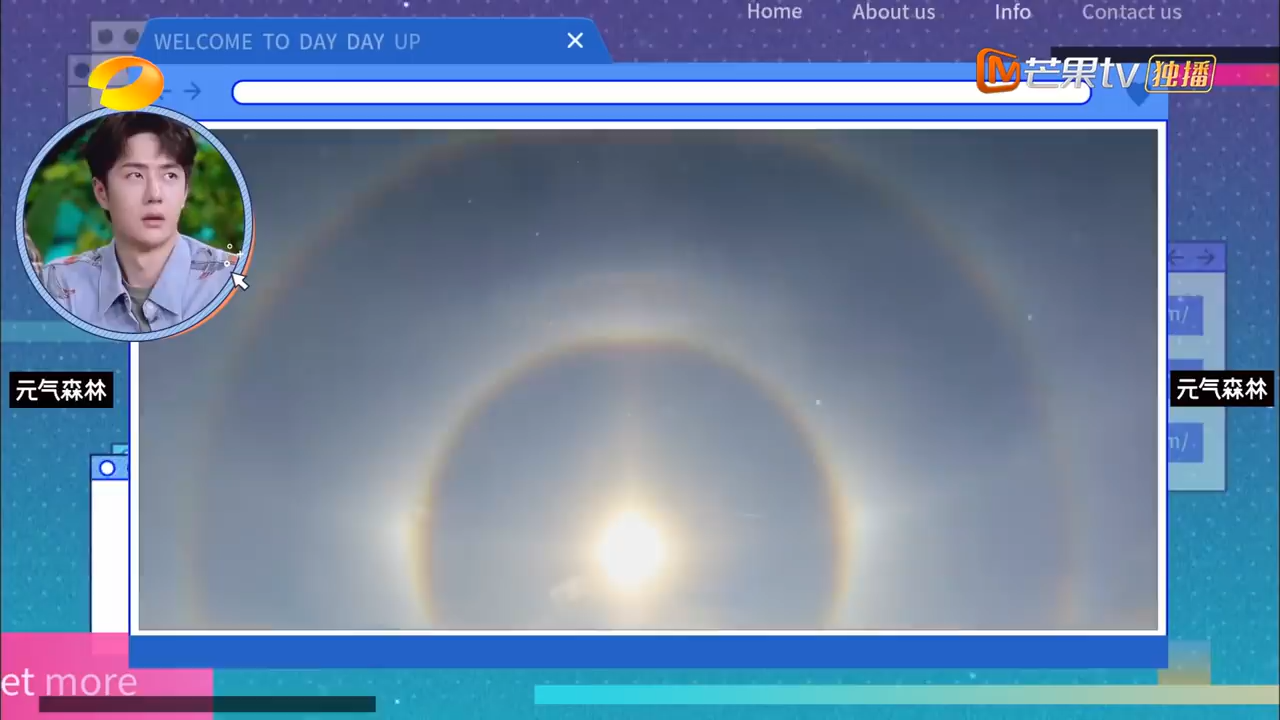 Home
About us
Info
Contact us
WELCOME TO DAY DAY UP
芒果tv 独播
元气森林
元气森林
m/
m/
et more